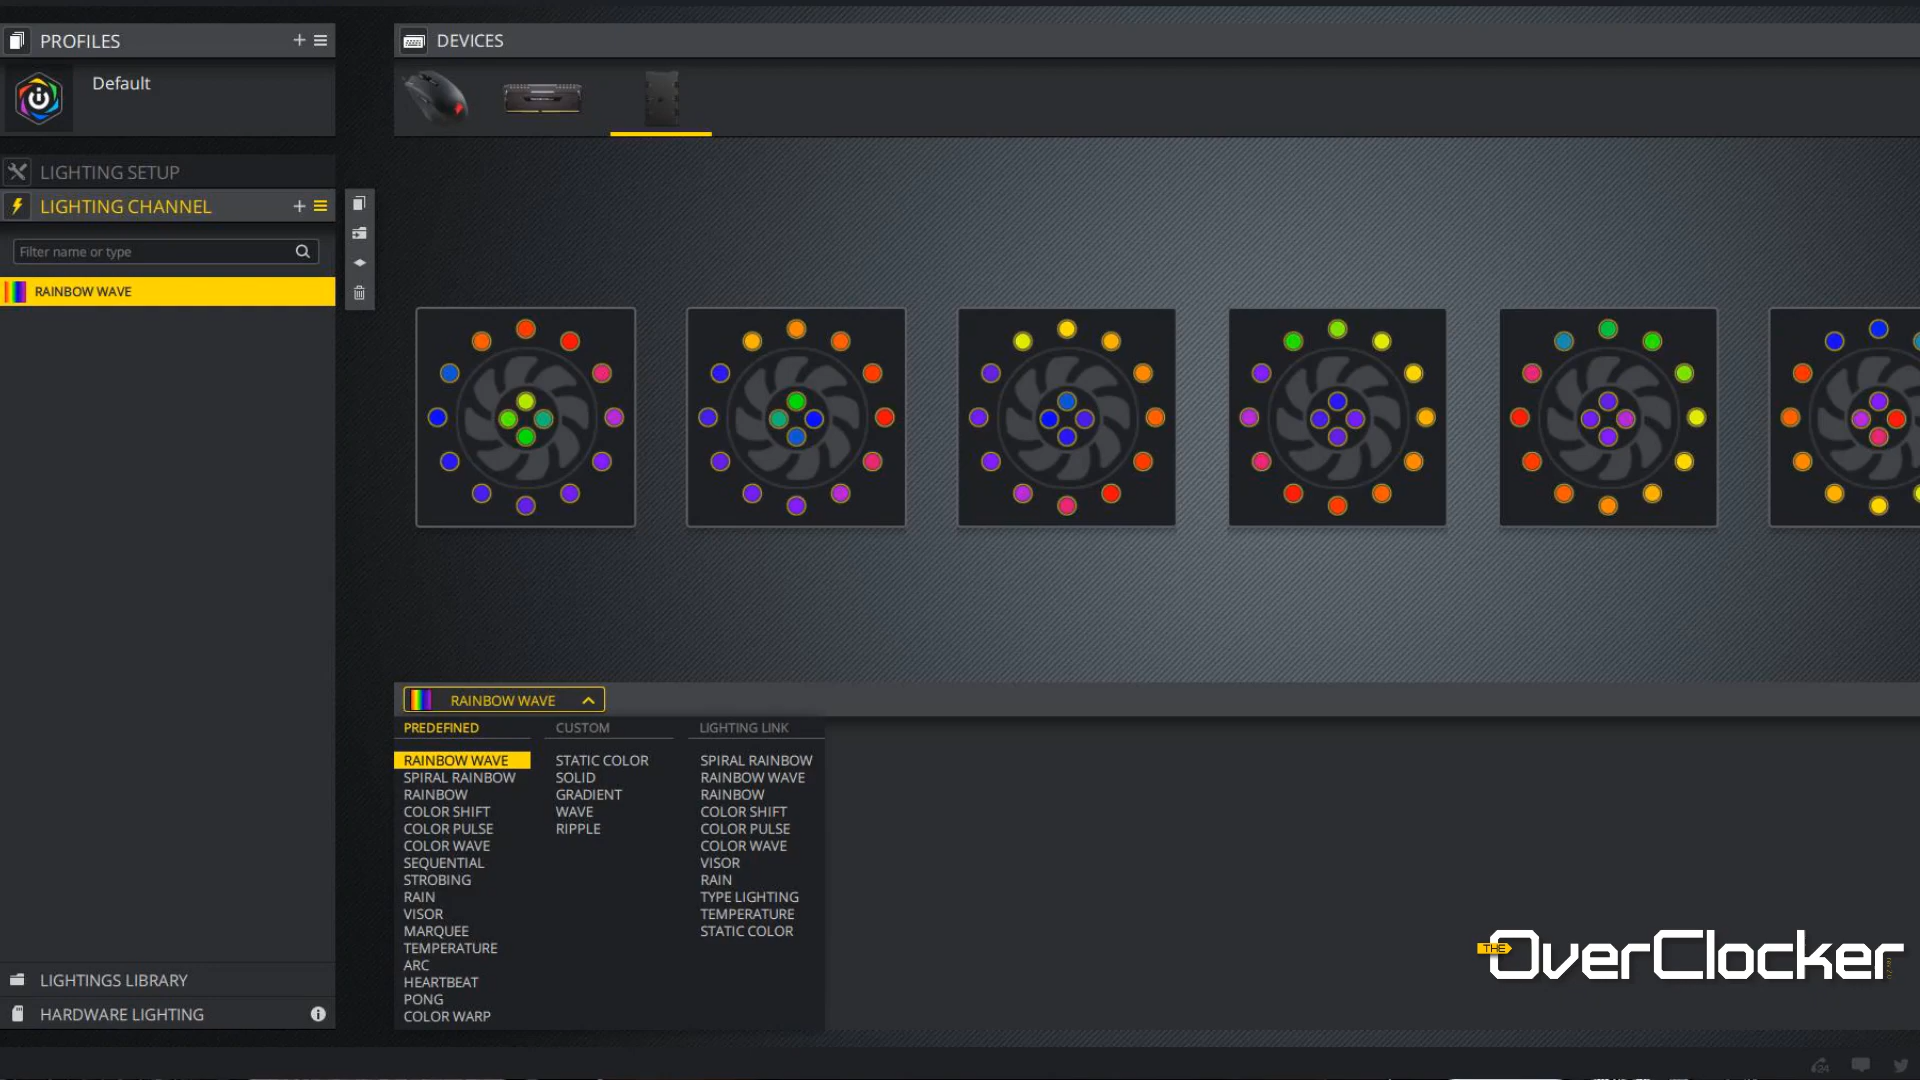 PROFILES
Default
LIGHTING SETUP
LIGHTING CHANNEL
Filter name or type
RAINBOW WAVE
LIGHTINGS LIBRARY
HARDWARE LIGHTING
DEVICES
RAINBOW WAVE
PREDEFINED
RAINBOW WAVE
SPIRAL RAINBOW
RAINBOW
COLOR SHIFT
COLOR PULSE
COLOR WAVE
SEQUENTIAL
STROBING
RAIN
VISOR
MARQUEE
TEMPERATURE
ARC
HEARTBEAT
PONG
COLOR WARP
CUSTOM
STATIC COLOR
SOLID
GRADIENT
WAVE
RIPPLE
LIGHTING LINK
SPIRAL RAINBOW
RAINBOW WAVE
RAINBOW
COLOR SHIFT
COLOR PULSE
COLOR WAVE
VISOR
RAIN
TYPE LIGHTING
TEMPERATURE
STATIC COLOR
THE OverClocker
24